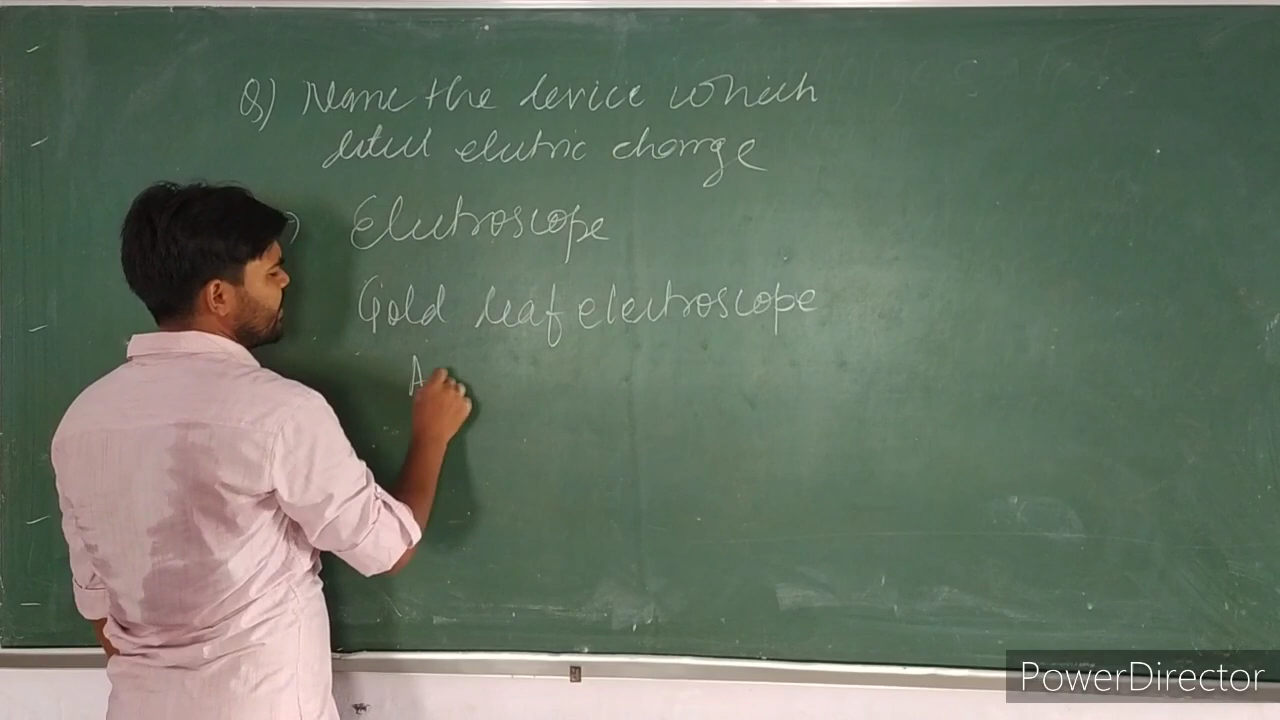 Q) Name the device which
detect electric charge
) Electroscope
Gold leaf electroscope
A
PowerDirector